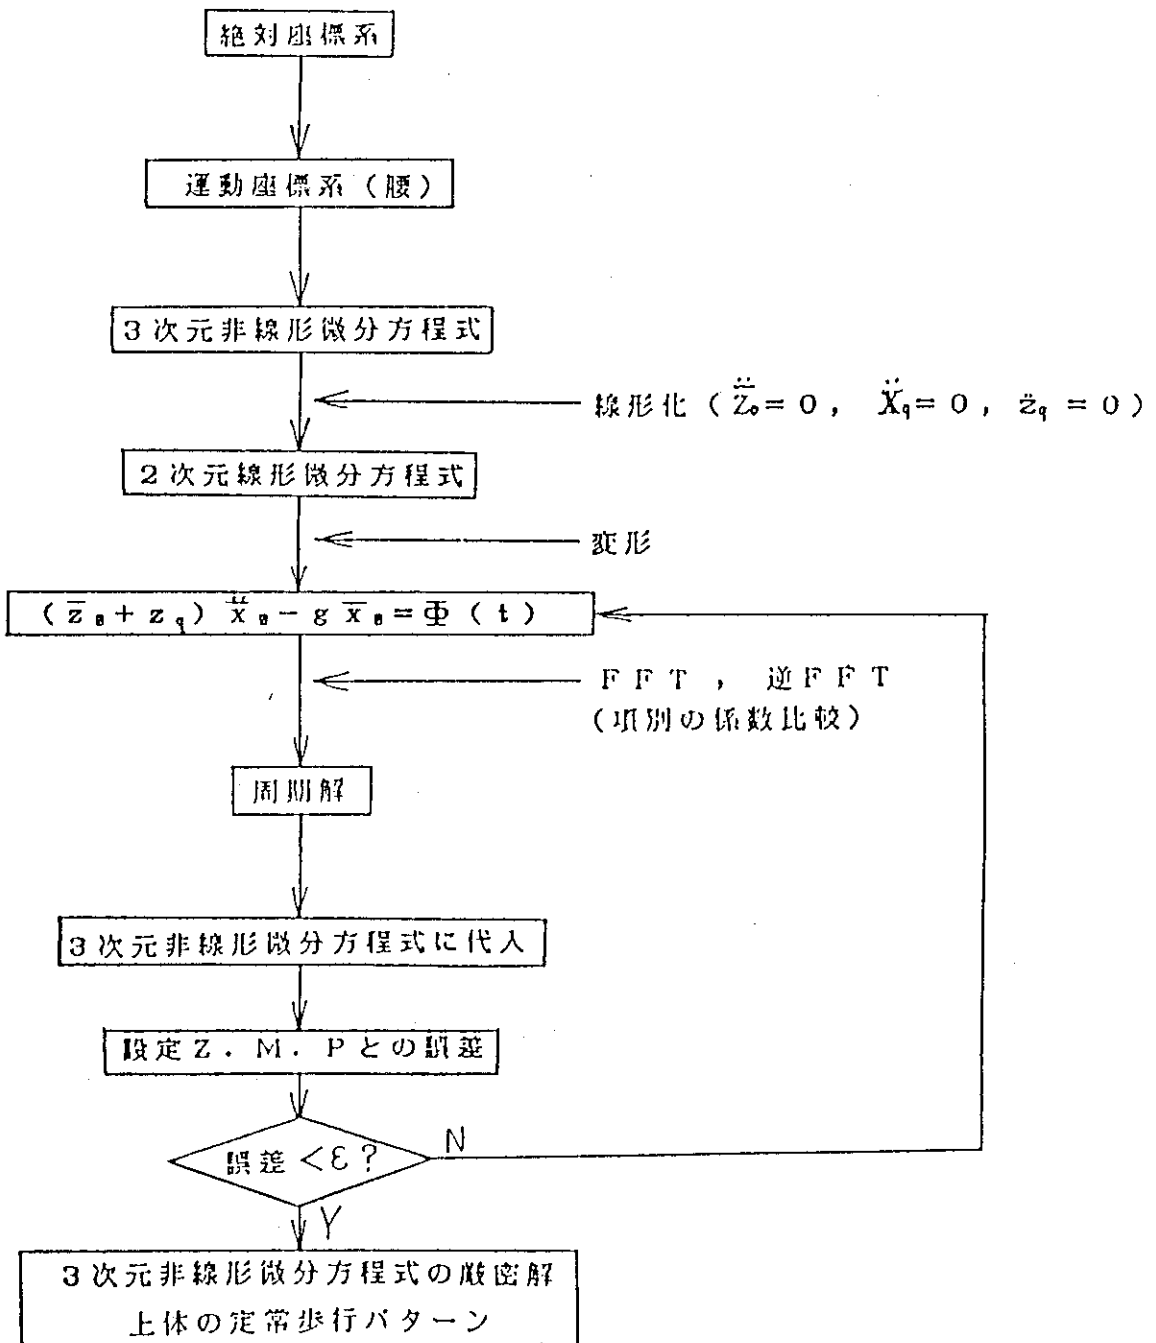 絶対座標系
運動座標系（腰）
3次元非線形微分方程式
線形化（Z̈₀=0, Ẍq=0, z̈q=0）
2次元線形微分方程式
変形
FFT，逆FFT
（項別の係数比較）
周期解
3次元非線形微分方程式に代入
設定Z．M．Pとの誤差
誤差＜ε？
N
Y
3次元非線形微分方程式の厳密解
上体の定常歩行パターン